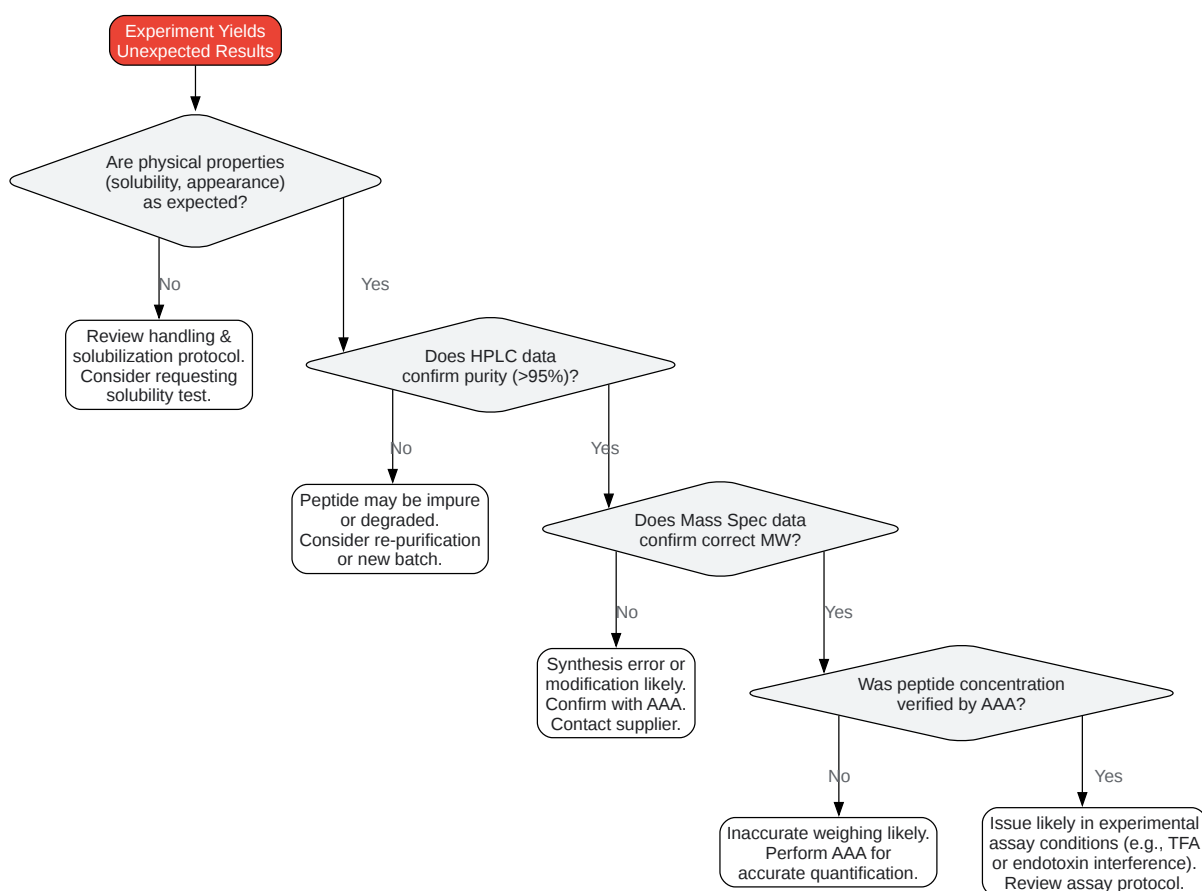 Experiment Yields
Unexpected Results
Are physical properties
(solubility, appearance)
as expected?
No
Yes
Review handling &
solubilization protocol.
Consider requesting
solubility test.
Does HPLC data
confirm purity (>95%)?
No
Yes
Peptide may be impure
or degraded.
Consider re-purification
or new batch.
Does Mass Spec data
confirm correct MW?
No
Yes
Synthesis error or
modification likely.
Confirm with AAA.
Contact supplier.
Was peptide concentration
verified by AAA?
No
Yes
Inaccurate weighing likely.
Perform AAA for
accurate quantification.
Issue likely in experimental
assay conditions (e.g., TFA
or endotoxin interference).
Review assay protocol.